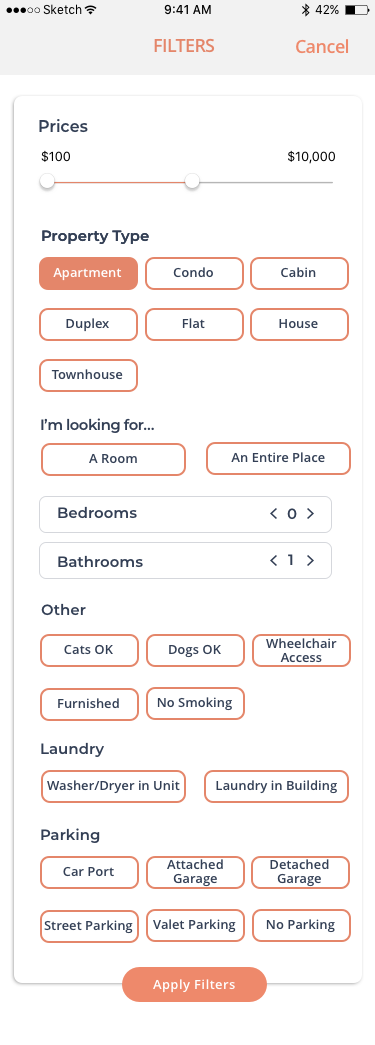 Sketch 9:41 AM 42%
FILTERS Cancel
Prices
$100 $10,000
Property Type
Apartment Condo Cabin
Duplex Flat House
Townhouse
I'm looking for...
A Room An Entire Place
Bedrooms < 0 >
Bathrooms < 1 >
Other
Cats OK Dogs OK Wheelchair Access
Furnished No Smoking
Laundry
Washer/Dryer in Unit Laundry in Building
Parking
Car Port Attached Garage Detached Garage
Street Parking Valet Parking No Parking
Apply Filters